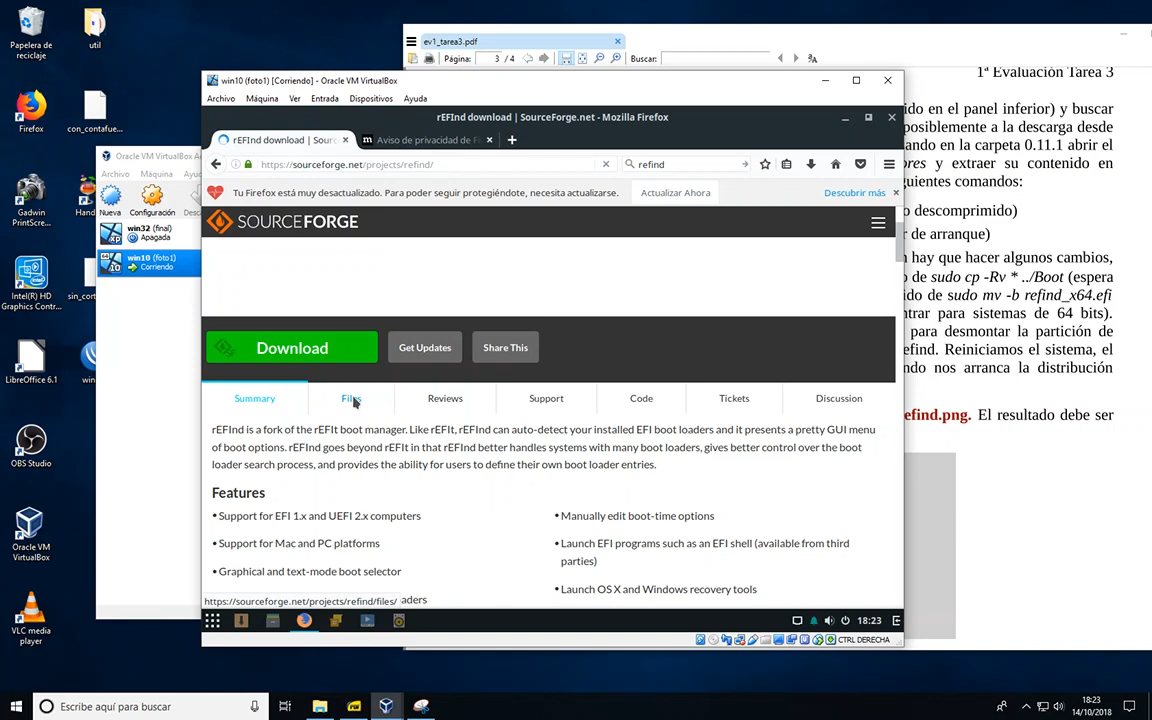 Papelera de
reciclaje
util
Firefox
con_contafue...
Gadwin
PrintScre...
Hand
Intel(R) HD
Graphics Contr...
sin_cort
LibreOffice 6.1
win
OBS Studio
Oracle VM
VirtualBox
VLC media
player
Oracle VM VirtualBox A
Archivo Máquina Ve
Nueva Configuración Desc
win32 (final)
Apagada
win10 (foto1)
Corriendo
ev1_tarea3.pdf
Página: 3 / 4 Buscar:
1ª Evaluación Tarea 3
ido en el panel inferior) y buscar
posiblemente a la descarga desde
ando en la carpeta 0.11.1 abrir el
ores y extraer su contenido en
guientes comandos:
o descomprimido)
r de arranque)
n hay que hacer algunos cambios,
o de sudo cp -Rv * ../Boot (espera
ido de sudo mv -b refind_x64.efi
ntrar para sistemas de 64 bits).
para desmontar la partición de
efind. Reiniciamos el sistema, el
ndo nos arranca la distribución
efind.png. El resultado debe ser
win10 (foto1) [Corriendo] - Oracle VM VirtualBox
Archivo Máquina Ver Entrada Dispositivos Ayuda
rEFInd download | SourceForge.net - Mozilla Firefox
rEFInd download | Sour
Aviso de privacidad de Fi
https://sourceforge.net/projects/refind/
refind
Tu Firefox está muy desactualizado. Para poder seguir protegiéndote, necesita actualizarse.
Actualizar Ahora
Descubrir más
SOURCEFORGE
Download
Get Updates
Share This
Summary Files Reviews Support Code Tickets Discussion
rEFInd is a fork of the rEFIt boot manager. Like rEFIt, rEFInd can auto-detect your installed EFI boot loaders and it presents a pretty GUI menu
of boot options. rEFInd goes beyond rEFIt in that rEFInd better handles systems with many boot loaders, gives better control over the boot
loader search process, and provides the ability for users to define their own boot loader entries.
Features
• Support for EFI 1.x and UEFI 2.x computers
• Support for Mac and PC platforms
• Graphical and text-mode boot selector
aders
• Manually edit boot-time options
• Launch EFI programs such as an EFI shell (available from third
parties)
• Launch OS X and Windows recovery tools
https://sourceforge.net/projects/refind/files/
18:23
CTRL DERECHA
Escribe aquí para buscar
18:23
14/10/2018